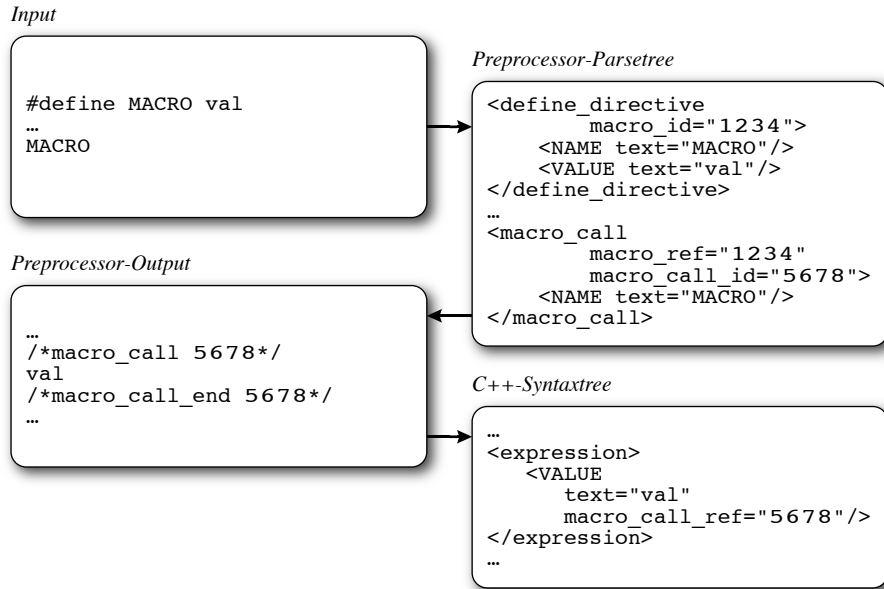 Input
#define MACRO val
…
MACRO
Preprocessor-Parsetree
<define_directive
macro_id="1234">
<NAME text="MACRO"/>
<VALUE text="val"/>
</define_directive>
…
<macro_call
macro_ref="1234"
macro_call_id="5678">
<NAME text="MACRO"/>
</macro_call>
Preprocessor-Output
…
/*macro_call 5678*/
val
/*macro_call_end 5678*/
…
C++-Syntaxtree
…
<expression>
<VALUE
text="val"
macro_call_ref="5678"/>
</expression>
…